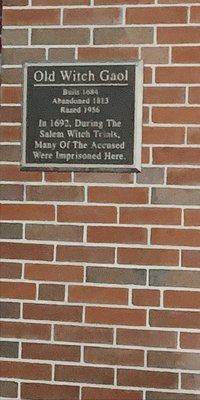 Old Witch Gaol
Built 1684
Abandoned 1813
Razed 1956
In 1692, During The
Salem Witch Trials,
Many Of The Accused
Were Imprisoned Here.